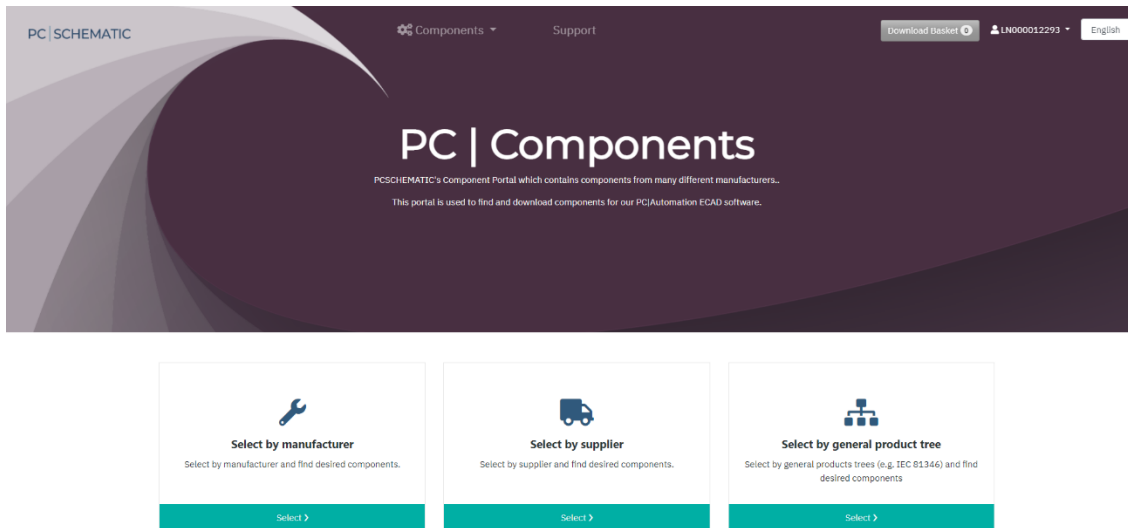 PC|SCHEMATIC
Components
Support
Download Basket 0
LN000012293
English
PC | Components
PCSCHEMATIC's Component Portal which contains components from many different manufacturers..
This portal is used to find and download components for our PC|Automation ECAD software.
Select by manufacturer
Select by manufacturer and find desired components.
Select >
Select by supplier
Select by supplier and find desired components.
Select >
Select by general product tree
Select by general products trees (e.g. IEC 81346) and find
desired components
Select >